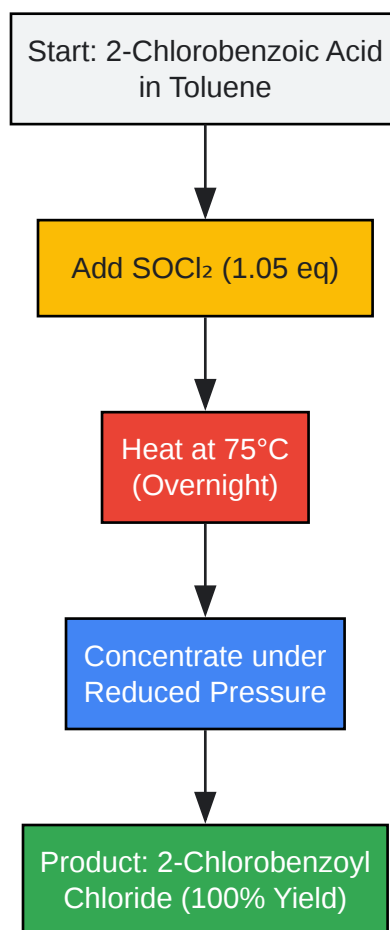 Start: 2-Chlorobenzoic Acid
in Toluene
Add SOCl₂ (1.05 eq)
Heat at 75°C
(Overnight)
Concentrate under
Reduced Pressure
Product: 2-Chlorobenzoyl
Chloride (100% Yield)